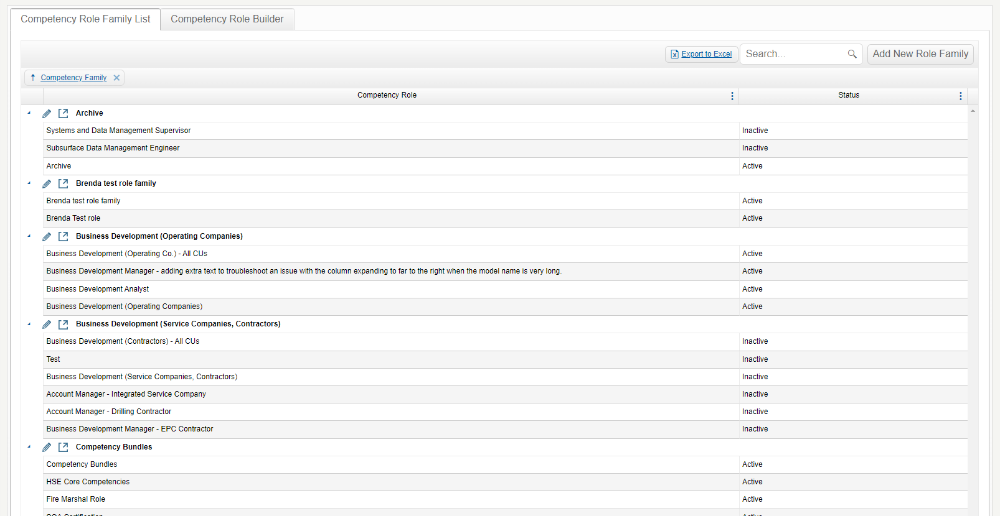 Competency Role Family List
Competency Role Builder
Export to Excel
Search...
Add New Role Family
Competency Family
Competency Role
Status
Archive
Systems and Data Management Supervisor Inactive
Subsurface Data Management Engineer Inactive
Archive Active
Brenda test role family
Brenda test role family Active
Brenda Test role Active
Business Development (Operating Companies)
Business Development (Operating Co.) - All CUs Active
Business Development Manager - adding extra text to troubleshoot an issue with the column expanding to far to the right when the model name is very long. Active
Business Development Analyst Active
Business Development (Operating Companies) Active
Business Development (Service Companies, Contractors)
Business Development (Contractors) - All CUs Inactive
Test Inactive
Business Development (Service Companies, Contractors) Inactive
Account Manager - Integrated Service Company Inactive
Account Manager - Drilling Contractor Inactive
Business Development Manager - EPC Contractor Inactive
Competency Bundles
Competency Bundles Active
HSE Core Competencies Active
Fire Marshal Role Active